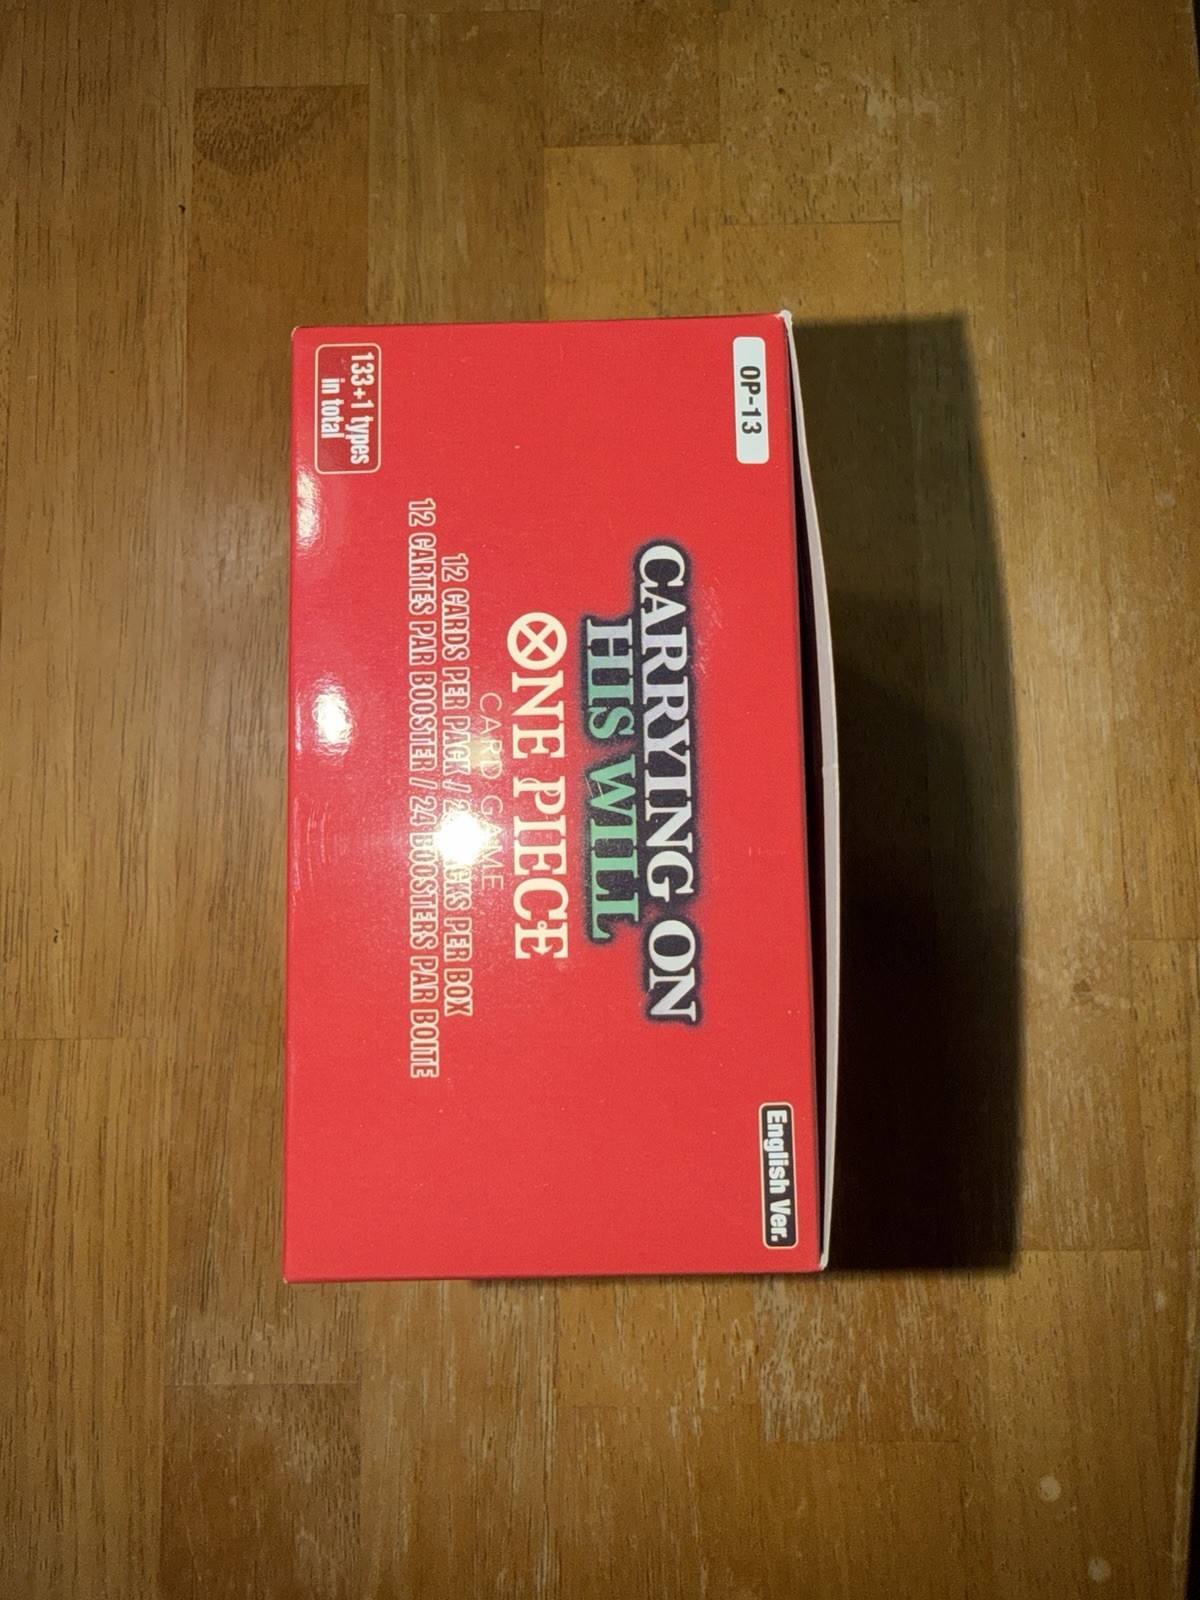 OP-13
English Ver.
CARRYING ON
HIS WILL
ONE PIECE
CARD GAME
12 CARDS PER PACK / PER BOX
12 CARTES PAR BOOSTER / 24 BOOSTERS PAR BOITE
133+1 types
in total